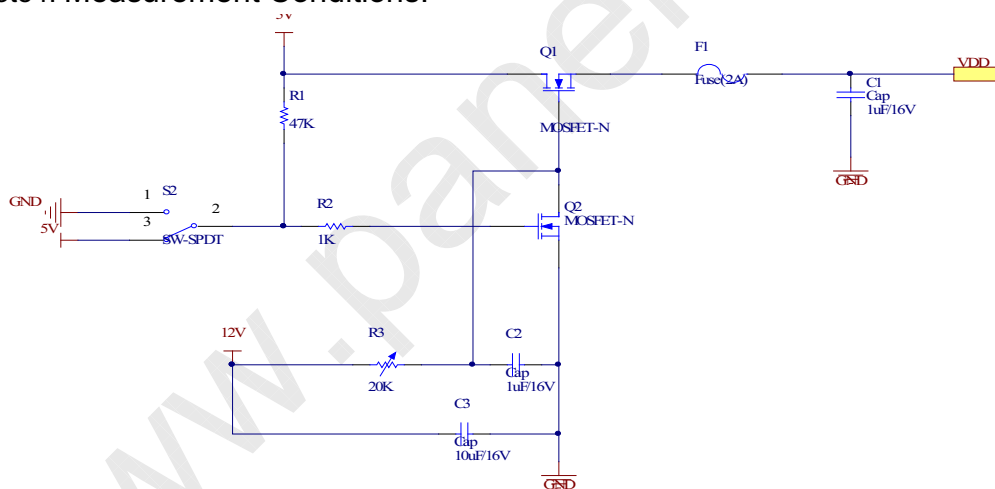 Measurement Conditions:
5V
Q1
F1
VDD
Fuse(2A)
C1
Cap
1uF/16V
R1
47K
MOSFET-N
GND
S2
1
2
3
GND
5V
SW-SPDT
R2
1K
Q2
MOSFET-N
12V
R3
20K
C2
Cap
1uF/16V
C3
Cap
10uF/16V
GND
www.pane